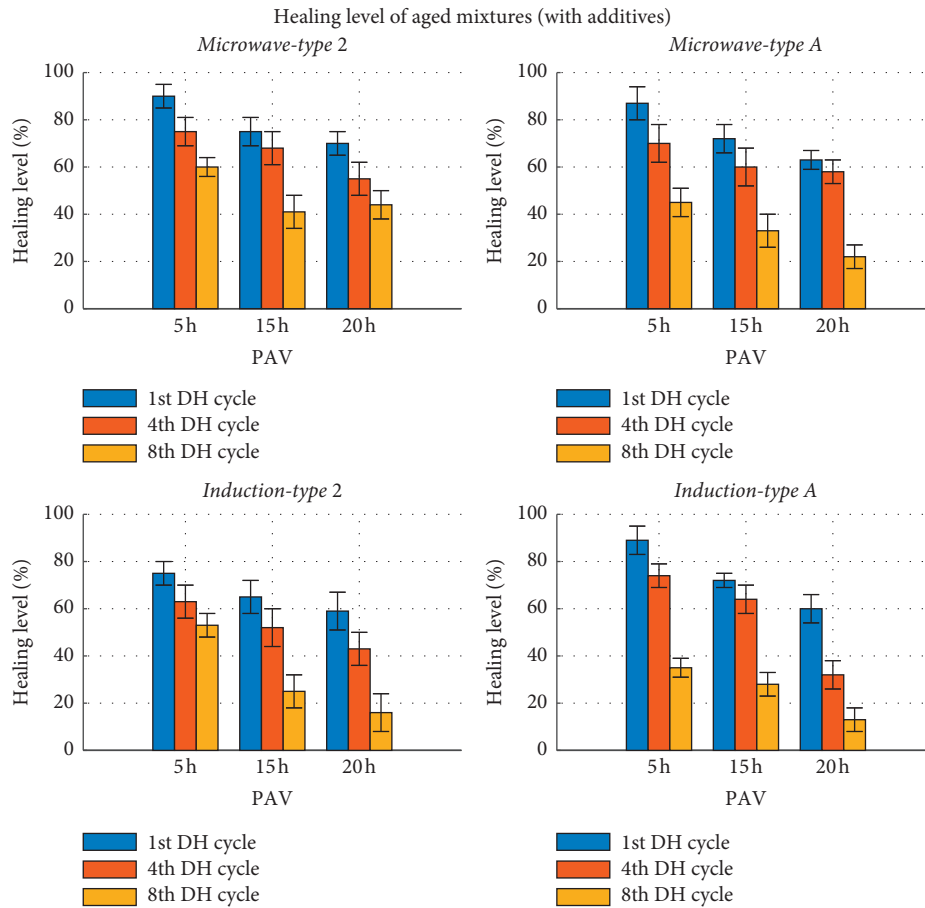 Healing level of aged mixtures (with additives)
Microwave-type 2
Healing level (%)
100
80
60
40
20
0
5 h
15 h
20 h
PAV
1st DH cycle
4th DH cycle
8th DH cycle
Microwave-type A
Healing level (%)
100
80
60
40
20
0
5 h
15 h
20 h
PAV
1st DH cycle
4th DH cycle
8th DH cycle
Induction-type 2
Healing level (%)
100
80
60
40
20
0
5 h
15 h
20 h
PAV
1st DH cycle
4th DH cycle
8th DH cycle
Induction-type A
Healing level (%)
100
80
60
40
20
0
5 h
15 h
20 h
PAV
1st DH cycle
4th DH cycle
8th DH cycle